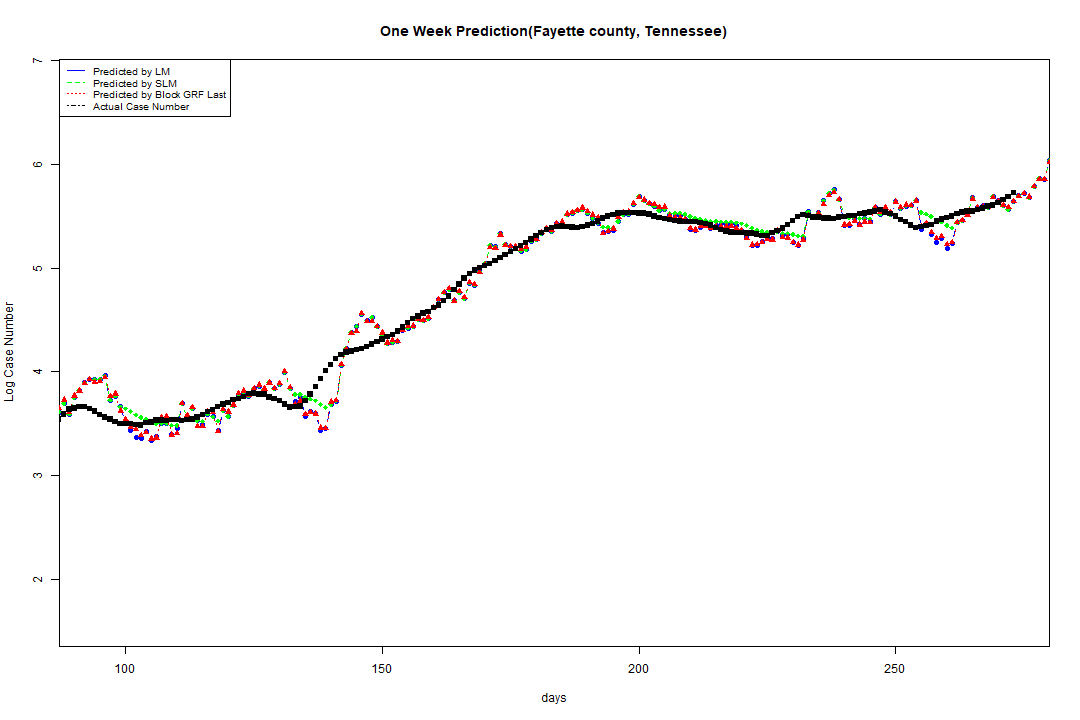 One Week Prediction(Fayette county, Tennessee)
Predicted by LM
Predicted by SLM
Predicted by Block GRF Last
Actual Case Number
7
6
5
4
3
2
Log Case Number
100 150 200 250
days